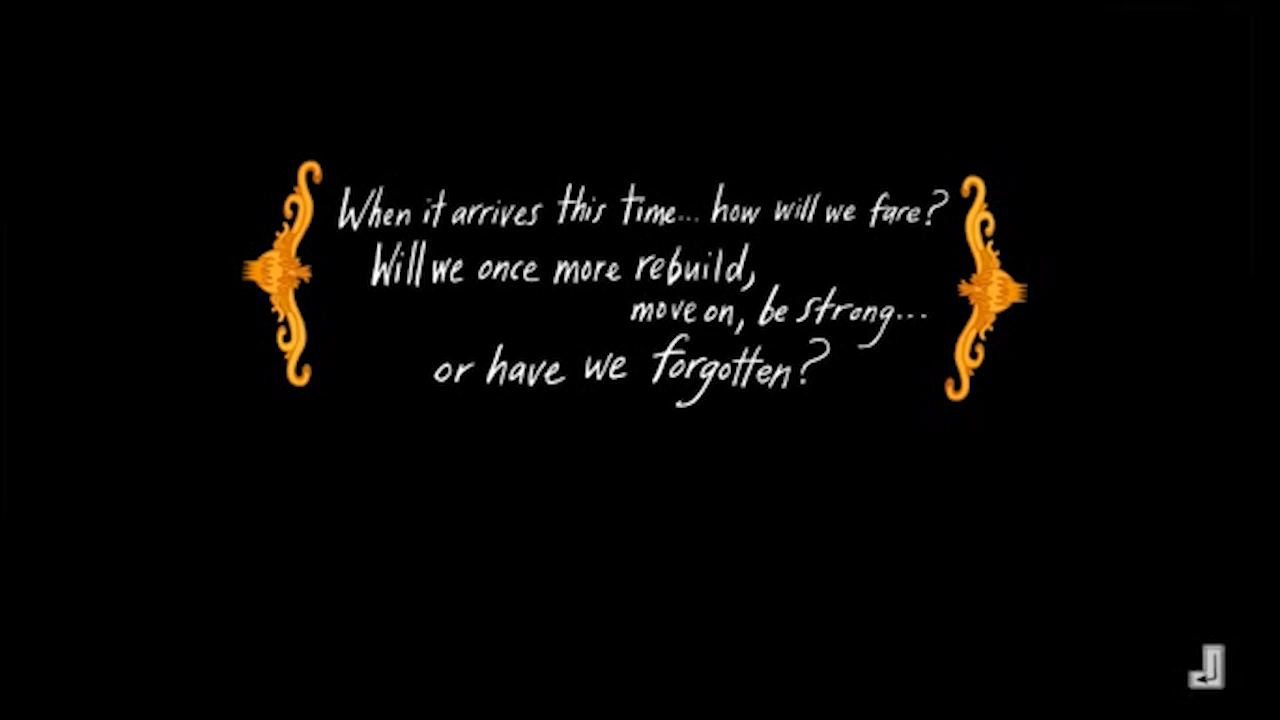 When it arrives this time... how will we fare?
Will we once more rebuild,
move on, be strong...
or have we forgotten?